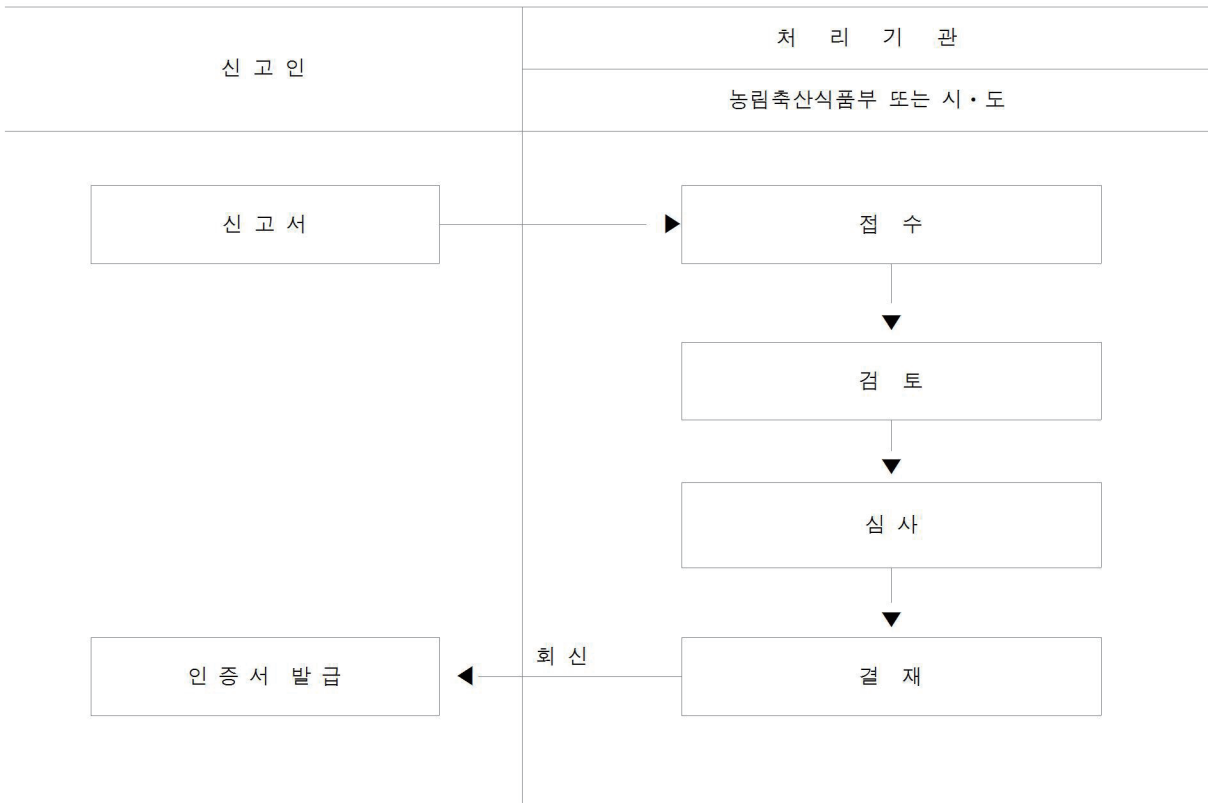 신 고 인
처 리 기 관
농림축산식품부 또는 시 • 도
신 고 서
접 수
검 토
심 사
회 신
인 증 서 발 급
결 재